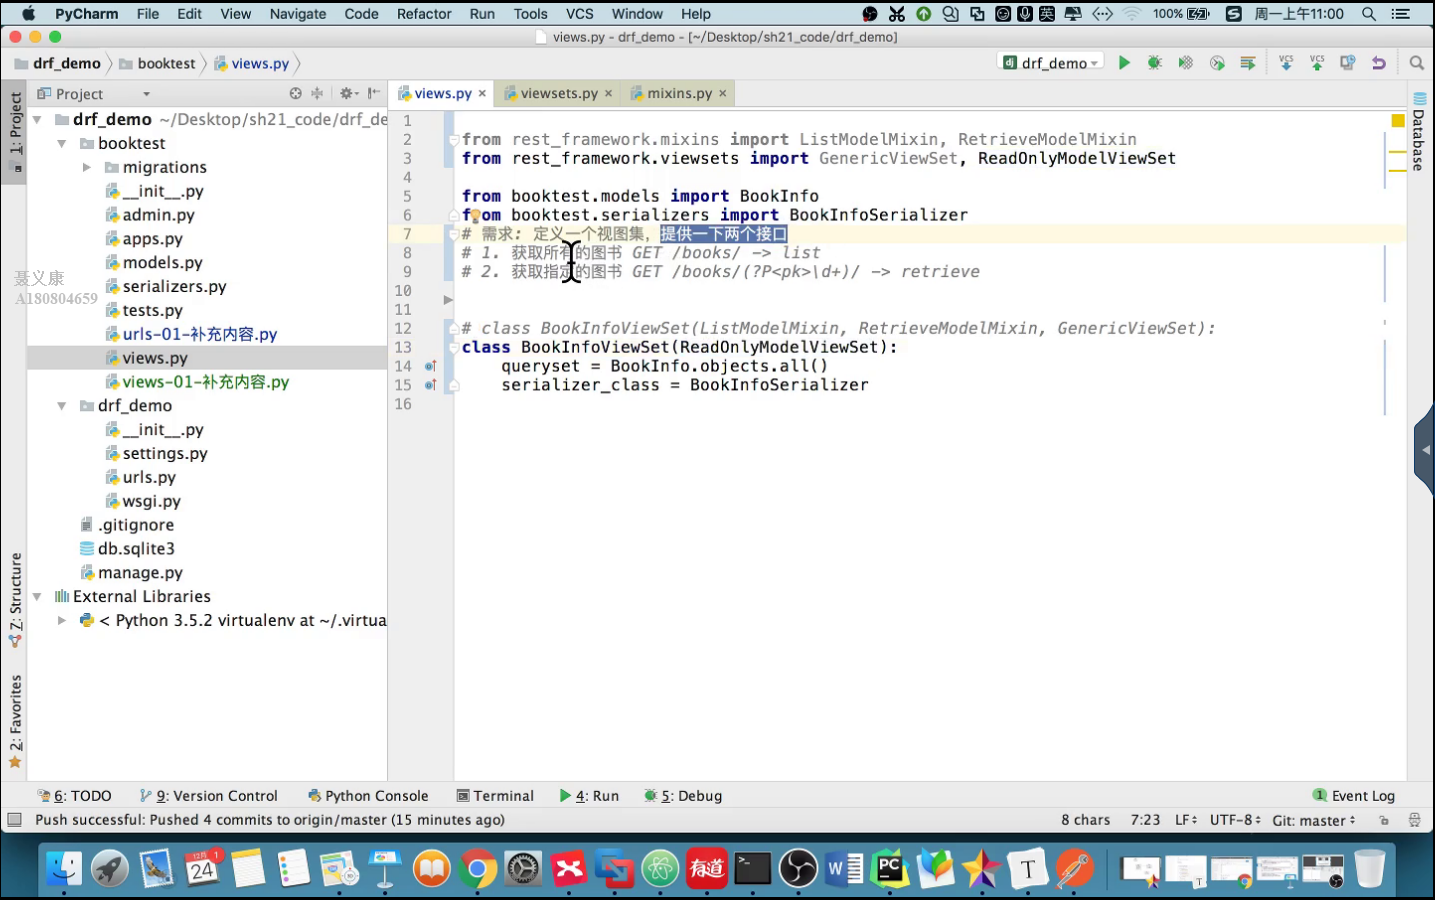 PyCharm File Edit View Navigate Code Refactor Run Tools VCS Window Help 英 100% 周一上午11:00
views.py - drf_demo - [~/Desktop/sh21_code/drf_demo]
drf_demo booktest views.py drf_demo
Project
views.py × viewsets.py × mixins.py ×
1: Project
Database
Z: Structure
2: Favorites
drf_demo ~/Desktop/sh21_code/drf_de
booktest
migrations
__init__.py
admin.py
apps.py
models.py
serializers.py
tests.py
urls-01-补充内容.py
views.py
views-01-补充内容.py
drf_demo
__init__.py
settings.py
urls.py
wsgi.py
.gitignore
db.sqlite3
manage.py
External Libraries
< Python 3.5.2 virtualenv at ~/.virtua
聂义康
A180804659
1
2 from rest_framework.mixins import ListModelMixin, RetrieveModelMixin
3 from rest_framework.viewsets import GenericViewSet, ReadOnlyModelViewSet
4
5 from booktest.models import BookInfo
6 from booktest.serializers import BookInfoSerializer
7 # 需求: 定义一个视图集，提供一下两个接口
8 # 1. 获取所有的图书 GET /books/ -> list
9 # 2. 获取指定的图书 GET /books/(?P<pk>\d+)/ -> retrieve
10
11
12 # class BookInfoViewSet(ListModelMixin, RetrieveModelMixin, GenericViewSet):
13 class BookInfoViewSet(ReadOnlyModelViewSet):
14 queryset = BookInfo.objects.all()
15 serializer_class = BookInfoSerializer
16
6: TODO 9: Version Control Python Console Terminal 4: Run 5: Debug 1 Event Log
Push successful: Pushed 4 commits to origin/master (15 minutes ago) 8 chars 7:23 LF÷ UTF-8÷ Git: master÷
12月 24 1 有道 W PC T